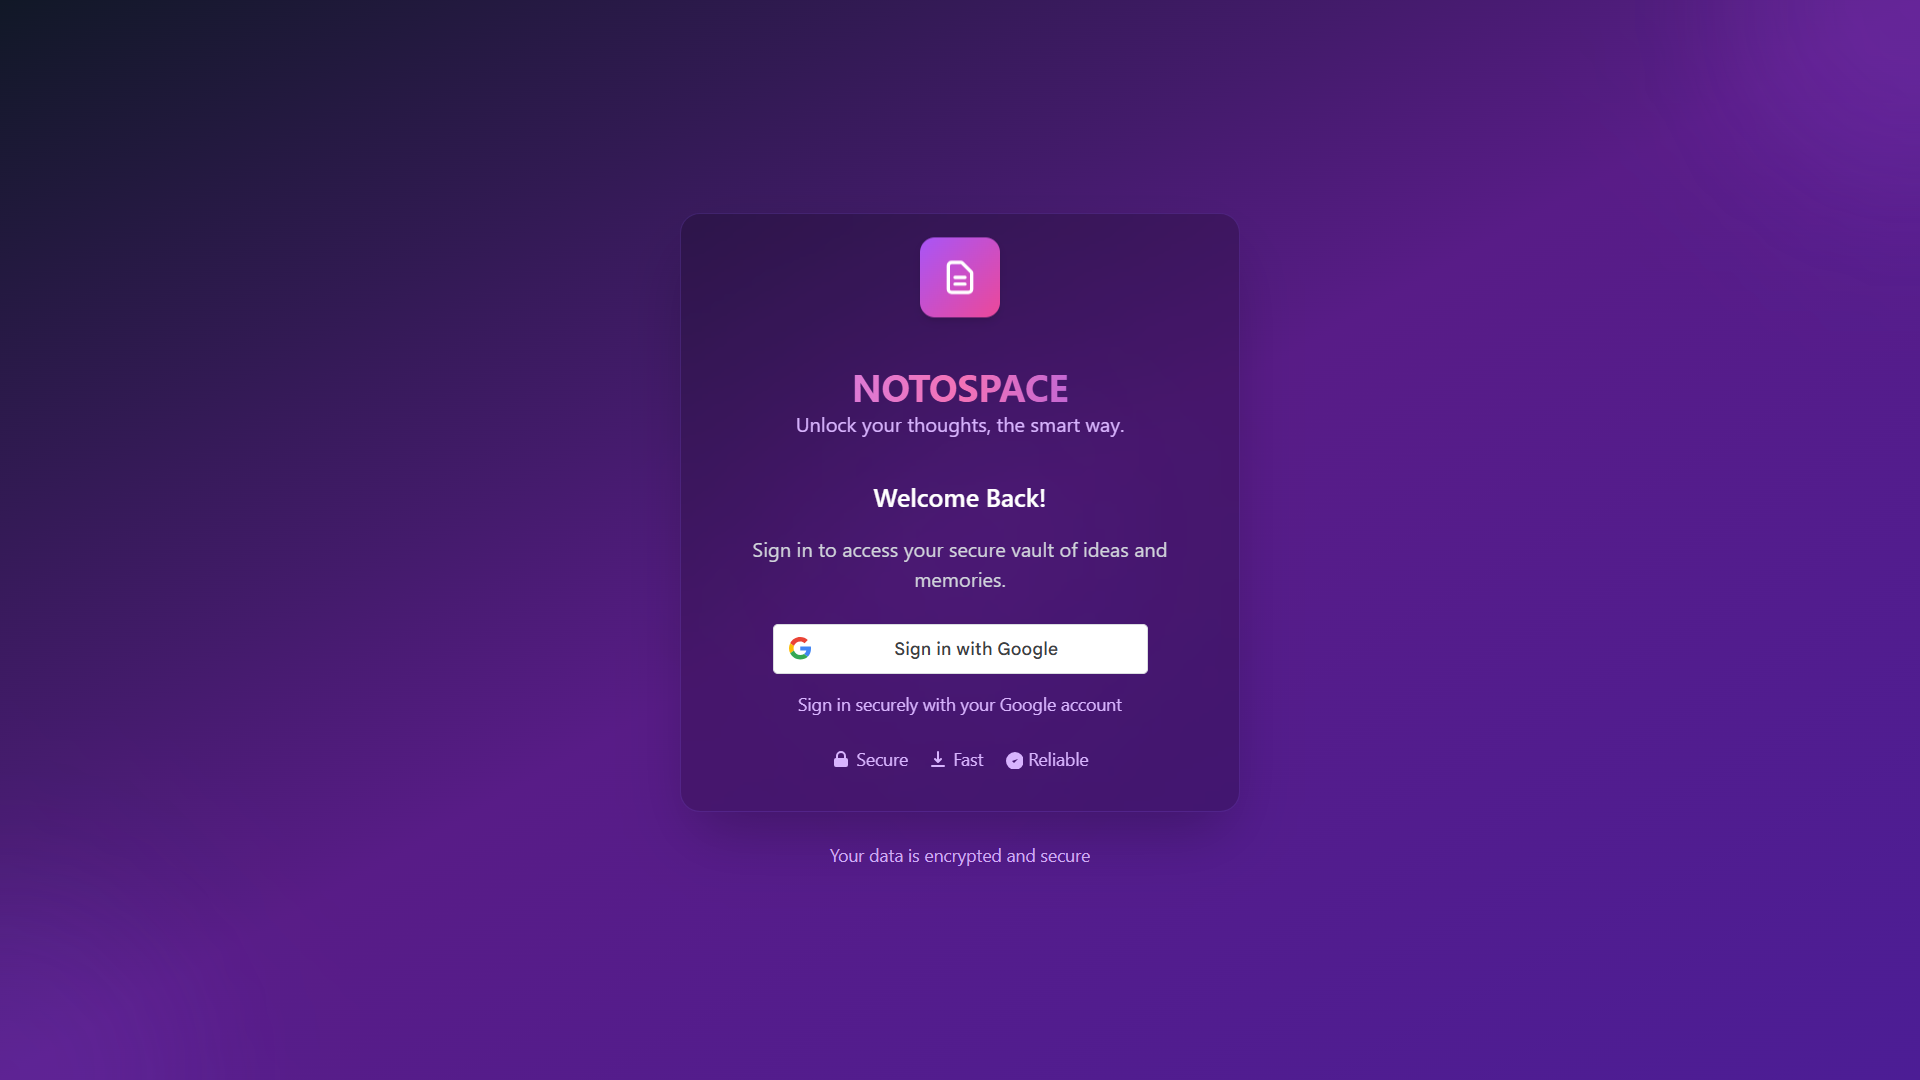 NOTOSPACE
Unlock your thoughts, the smart way.
Welcome Back!
Sign in to access your secure vault of ideas and
memories.
Sign in with Google
Sign in securely with your Google account
Secure Fast Reliable
Your data is encrypted and secure